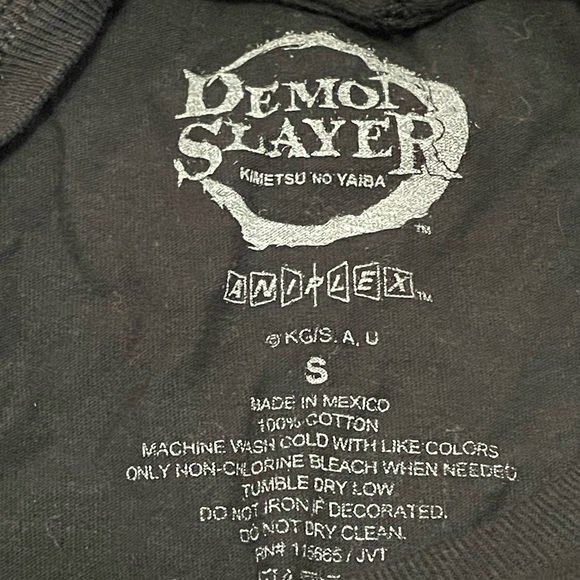 DEMON
SLAYER
KIMETSU NO YAIBA
TM
ANIPLEX TM
© KG/S. A, U
S
MADE IN MEXICO
100% COTTON
MACHINE WASH COLD WITH LIKE COLORS
ONLY NON-CHLORINE BLEACH WHEN NEEDED
TUMBLE DRY LOW
DO NOT IRON IF DECORATED.
DO NOT DRY CLEAN.
RN# 115665 / JVT